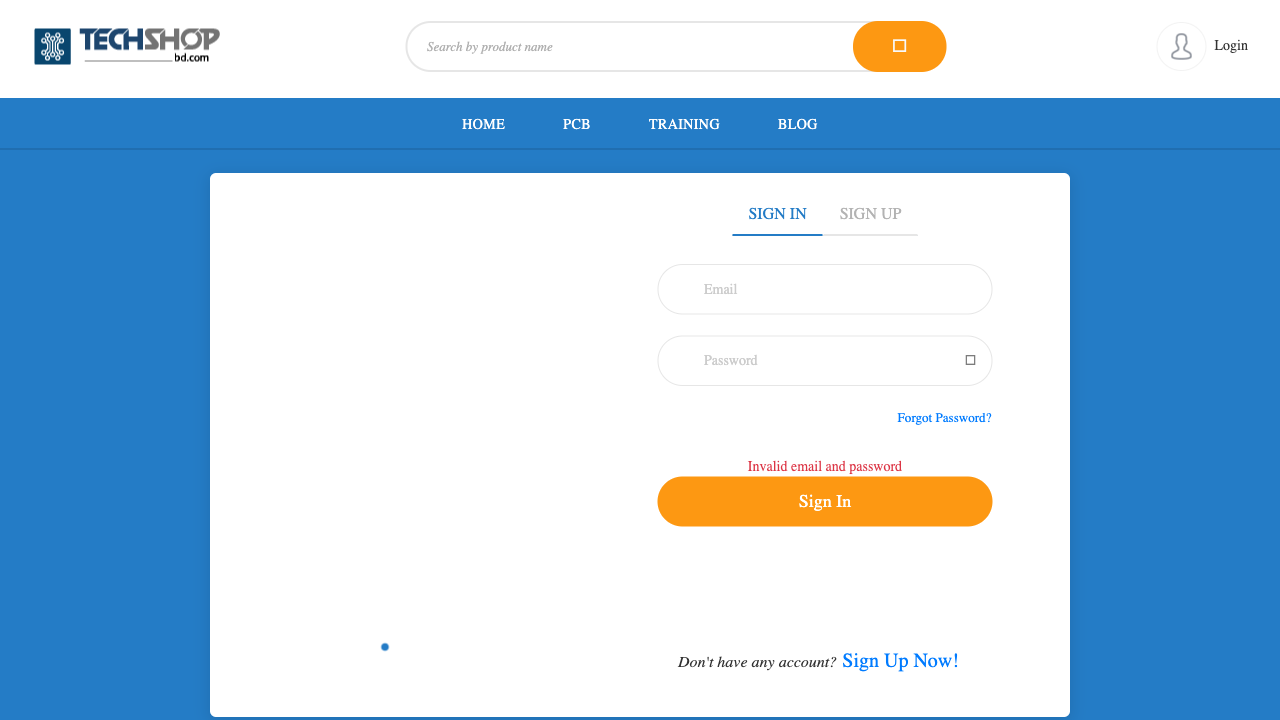 TECHSHOP
bd.com
Search by product name
Login
HOME
PCB
TRAINING
BLOG
SIGN IN
SIGN UP
Email
Password
Forgot Password?
Invalid email and password
Sign In
Don't have any account? Sign Up Now!